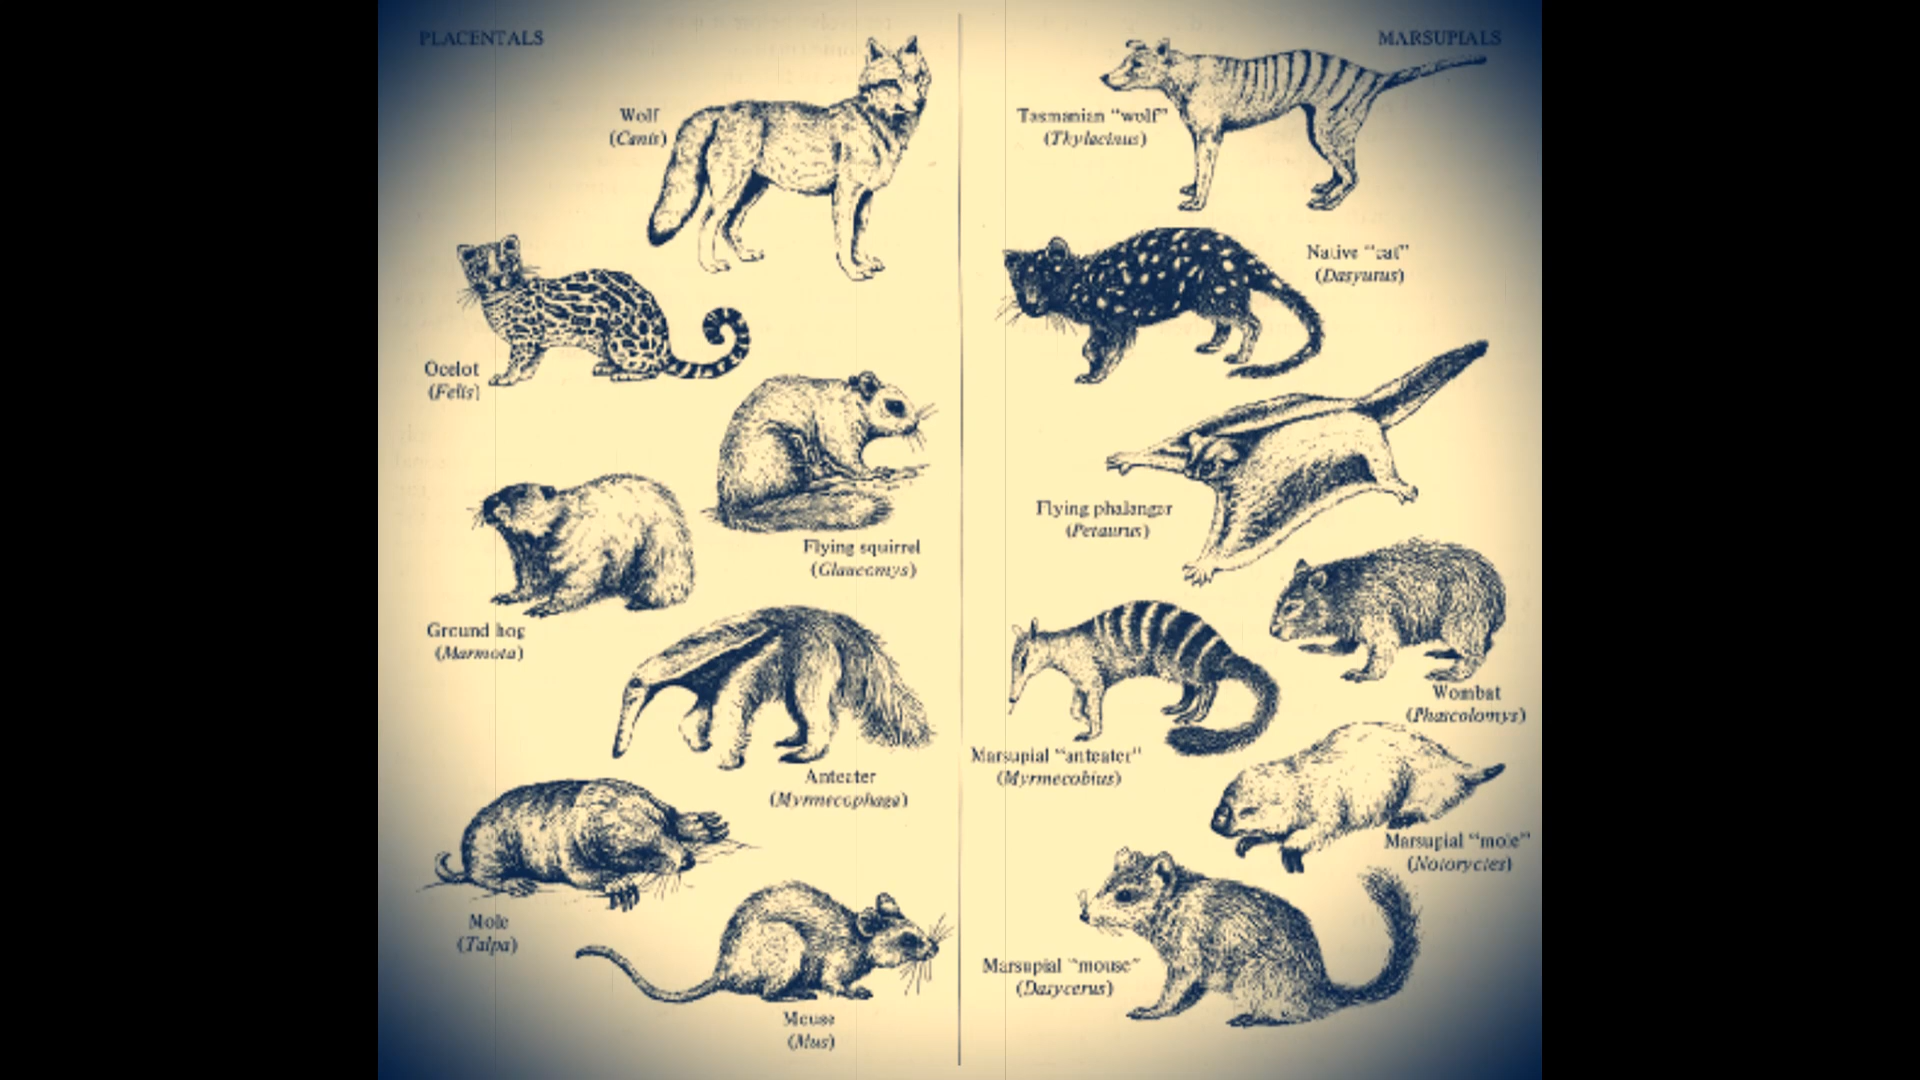 PLACENTALS
Wolf
(Canis)
Ocelot
(Felis)
Flying squirrel
(Glaucomys)
Ground hog
(Marmota)
Anteater
(Myrmecophaga)
Mole
(Talpa)
Mouse
(Mus)
MARSUPIALS
Tasmanian "wolf"
(Thylacinus)
Native "cat"
(Dasyurus)
Flying phalanger
(Petaurus)
Wombat
(Phascolomys)
Marsupial "anteater"
(Myrmecobius)
Marsupial "mole"
(Notoryctes)
Marsupial "mouse"
(Dasycerus)